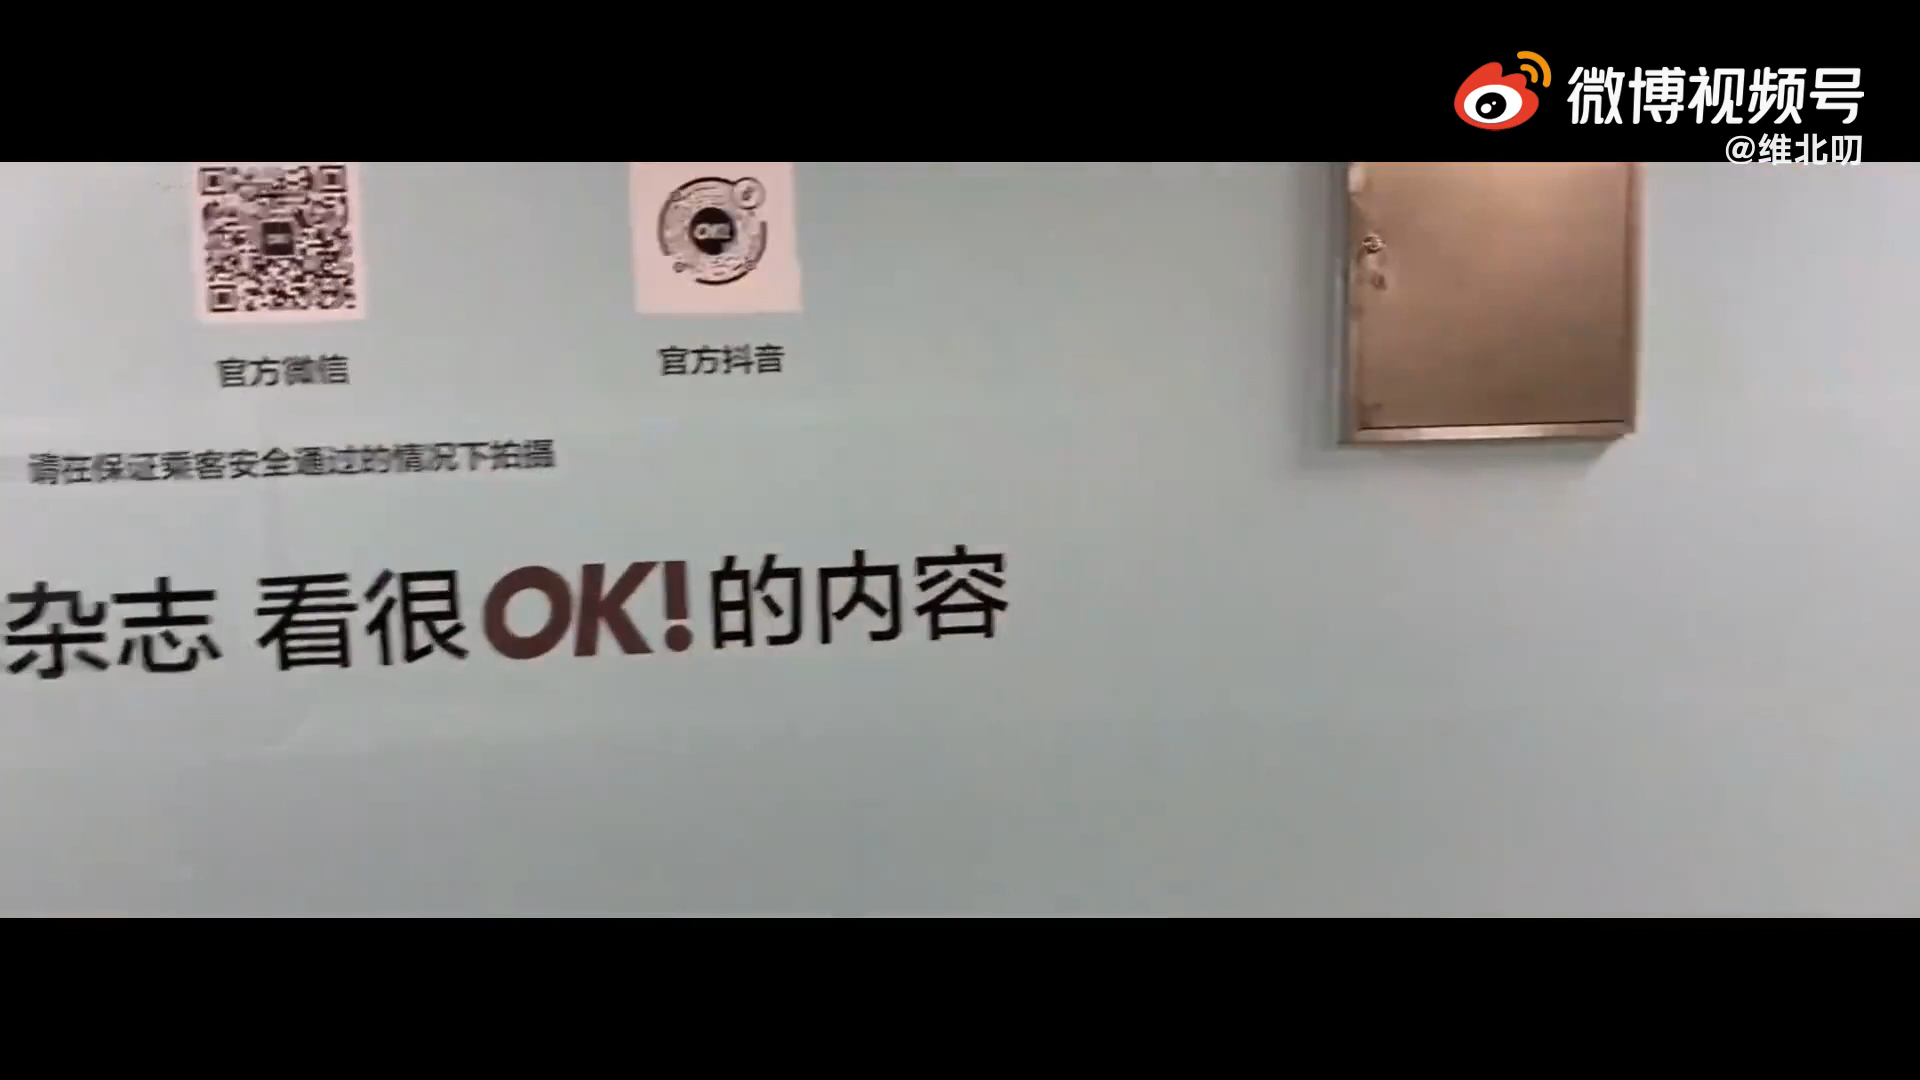 微博视频号
@维北叨
OK!
官方微信
官方抖音
请在保证乘客安全通过的情况下拍摄
杂志 看很OK!的内容